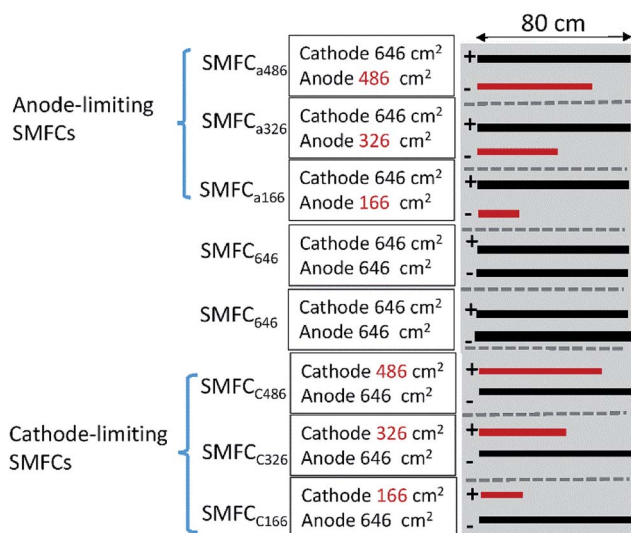 80 cm
Anode-limiting
SMFCs
SMFCa486
Cathode 646 cm²
Anode 486 cm²
+
-
SMFCa326
Cathode 646 cm²
Anode 326 cm²
+
-
SMFCa166
Cathode 646 cm²
Anode 166 cm²
+
-
SMFC646
Cathode 646 cm²
Anode 646 cm²
+
-
SMFC646
Cathode 646 cm²
Anode 646 cm²
+
-
Cathode-limiting
SMFCs
SMFCC486
Cathode 486 cm²
Anode 646 cm²
+
-
SMFCC326
Cathode 326 cm²
Anode 646 cm²
+
-
SMFCC166
Cathode 166 cm²
Anode 646 cm²
+
-